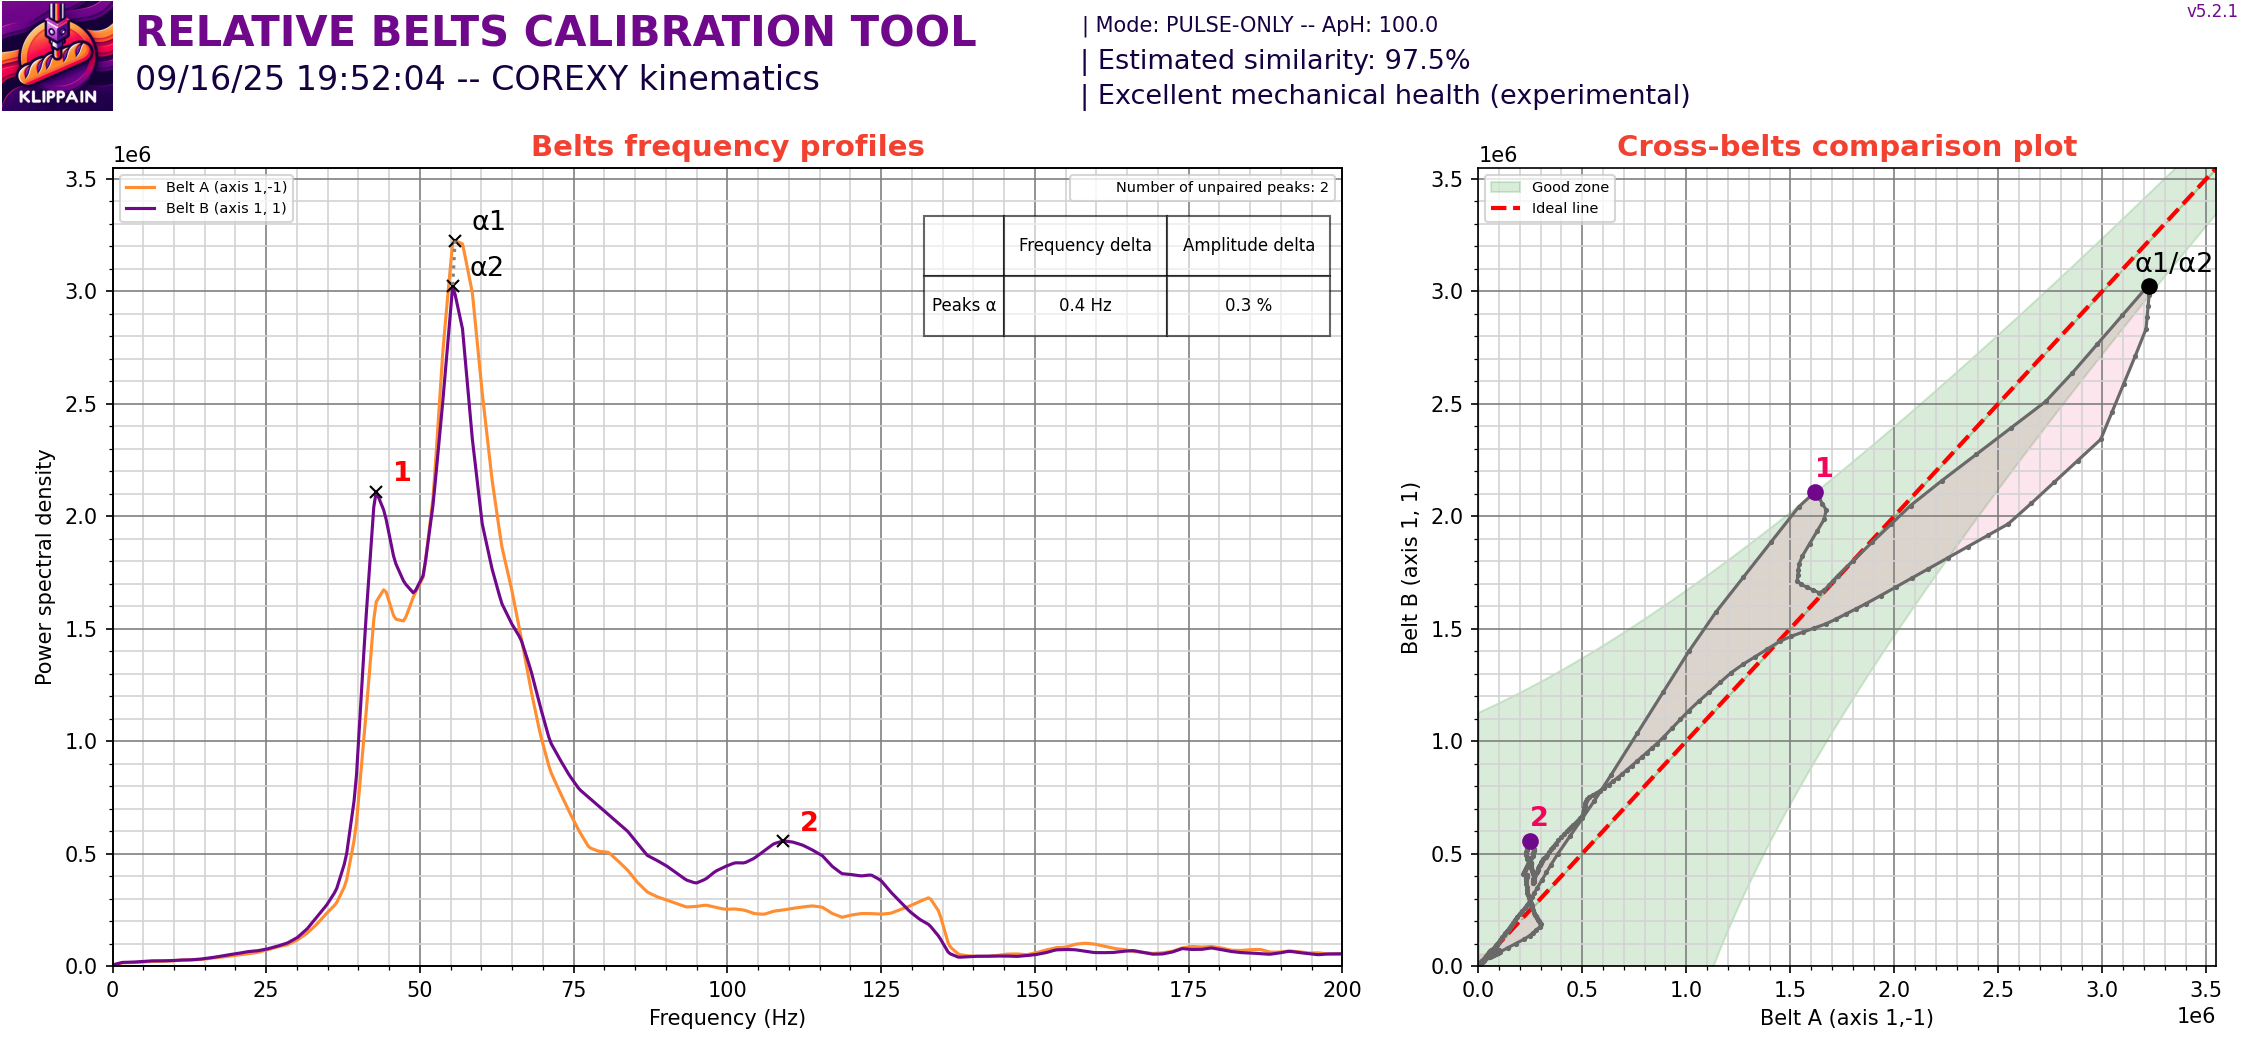 KLIPPAIN
RELATIVE BELTS CALIBRATION TOOL
09/16/25 19:52:04 -- COREXY kinematics
| Mode: PULSE-ONLY -- ApH: 100.0
| Estimated similarity: 97.5%
| Excellent mechanical health (experimental)
v5.2.1
Belts frequency profiles
1e6
Belt A (axis 1,-1)
Belt B (axis 1, 1)
Number of unpaired peaks: 2
Frequency delta Amplitude delta
Peaks α 0.4 Hz 0.3 %
α1
α2
1
2
3.5
3.0
2.5
2.0
1.5
1.0
0.5
0.0
Power spectral density
0 25 50 75 100 125 150 175 200
Frequency (Hz)
Cross-belts comparison plot
1e6
Good zone
Ideal line
α1/α2
1
2
3.5
3.0
2.5
2.0
1.5
1.0
0.5
0.0
Belt B (axis 1, 1)
0.0 0.5 1.0 1.5 2.0 2.5 3.0 3.5
Belt A (axis 1,-1)
1e6